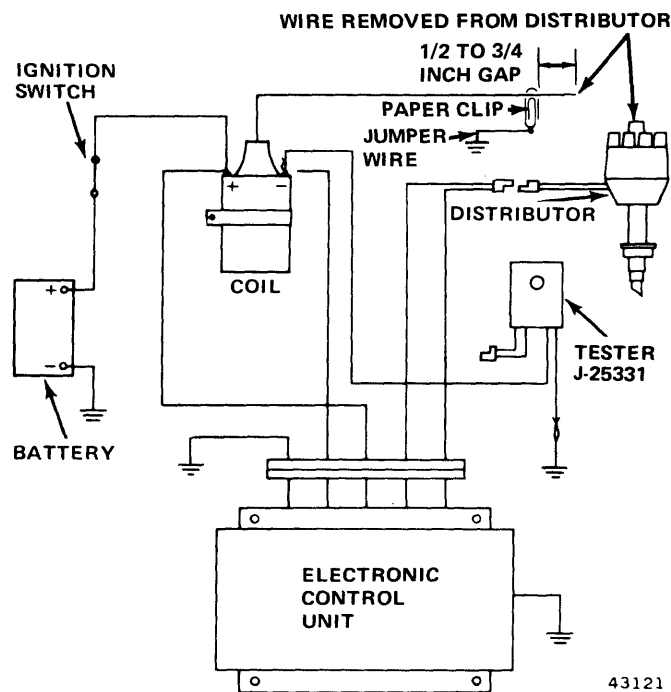 WIRE REMOVED FROM DISTRIBUTOR
1/2 TO 3/4
INCH GAP
IGNITION
SWITCH
PAPER CLIP
JUMPER
WIRE
+ −
DISTRIBUTOR
COIL
+
−
TESTER
J-25331
BATTERY
ELECTRONIC
CONTROL
UNIT
43121